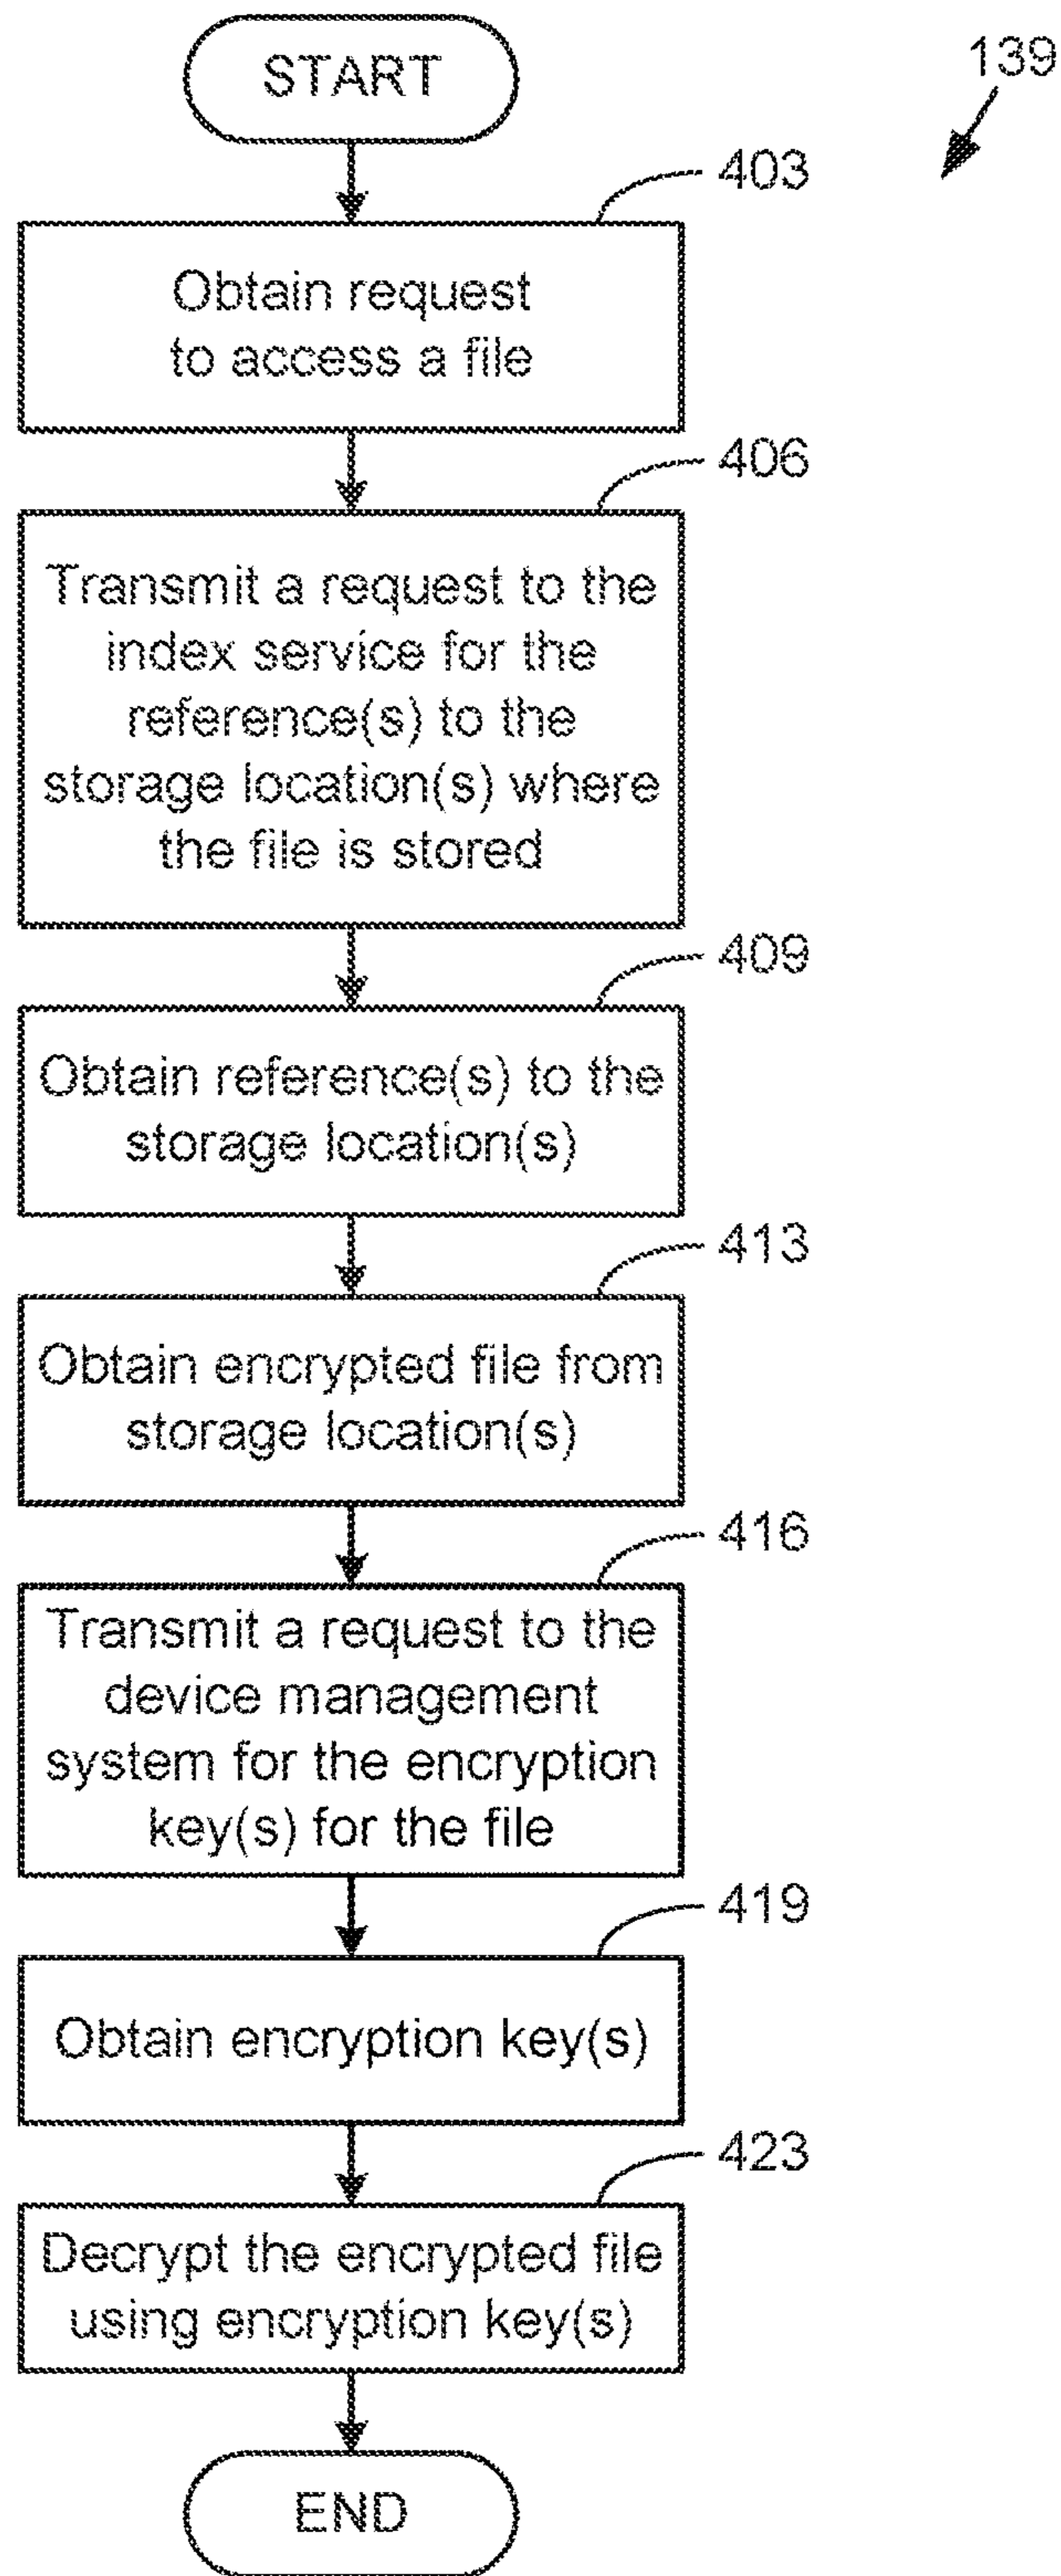 START
139
403
Obtain request
to access a file
406
Transmit a request to the
index service for the
reference(s) to the
storage location(s) where
the file is stored
409
Obtain reference(s) to the
storage location(s)
413
Obtain encrypted file from
storage location(s)
416
Transmit a request to the
device management
system for the encryption
key(s) for the file
419
Obtain encryption key(s)
423
Decrypt the encrypted file
using encryption key(s)
END